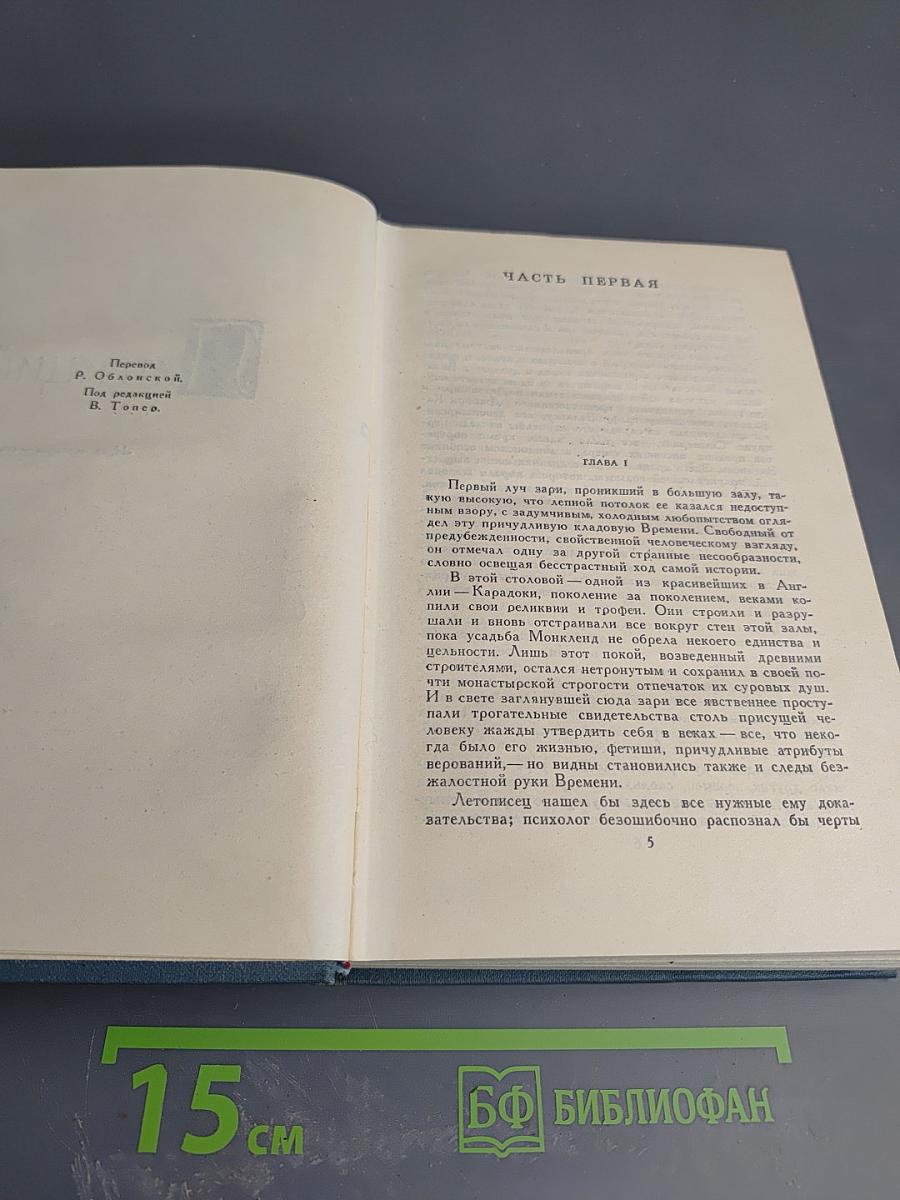 Перевод
Р. Облонской.
Под редакцией
В. Топер.
ЧАСТЬ ПЕРВАЯ
ГЛАВА I
Первый луч зари, проникший в большую залу, та-
кую высокую, что лепной потолок ее казался недоступ-
ным взору, с задумчивым, холодным любопытством огля-
дел эту причудливую кладовую Времени. Свободный от
предубежденности, свойственной человеческому взгляду,
он отмечал одну за другой странные несообразности,
словно освещая бесстрастный ход самой истории.
В этой столовой — одной из красивейших в Анг-
лии — Карадоки, поколение за поколением, веками ко-
пили свои реликвии и трофеи. Они строили и разру-
шали и вновь отстраивали все вокруг стен этой залы,
пока усадьба Монкленд не обрела некоего единства и
цельности. Лишь этот покой, возведенный древними
строителями, остался нетронутым и сохранил в своей по-
чти монастырской строгости отпечаток их суровых душ.
И в свете заглянувшей сюда зари все явственнее просту-
пали трогательные свидетельства столь присущей че-
ловеку жажды утвердить себя в веках — все, что неко-
гда было его жизнью, фетиши, причудливые атрибуты
верований,— но видны становились также и следы без-
жалостной руки Времени.
Летописец нашел бы здесь все нужные ему дока-
зательства; психолог безошибочно распознал бы черты
5
15 см
БФ БИБЛИОФАН